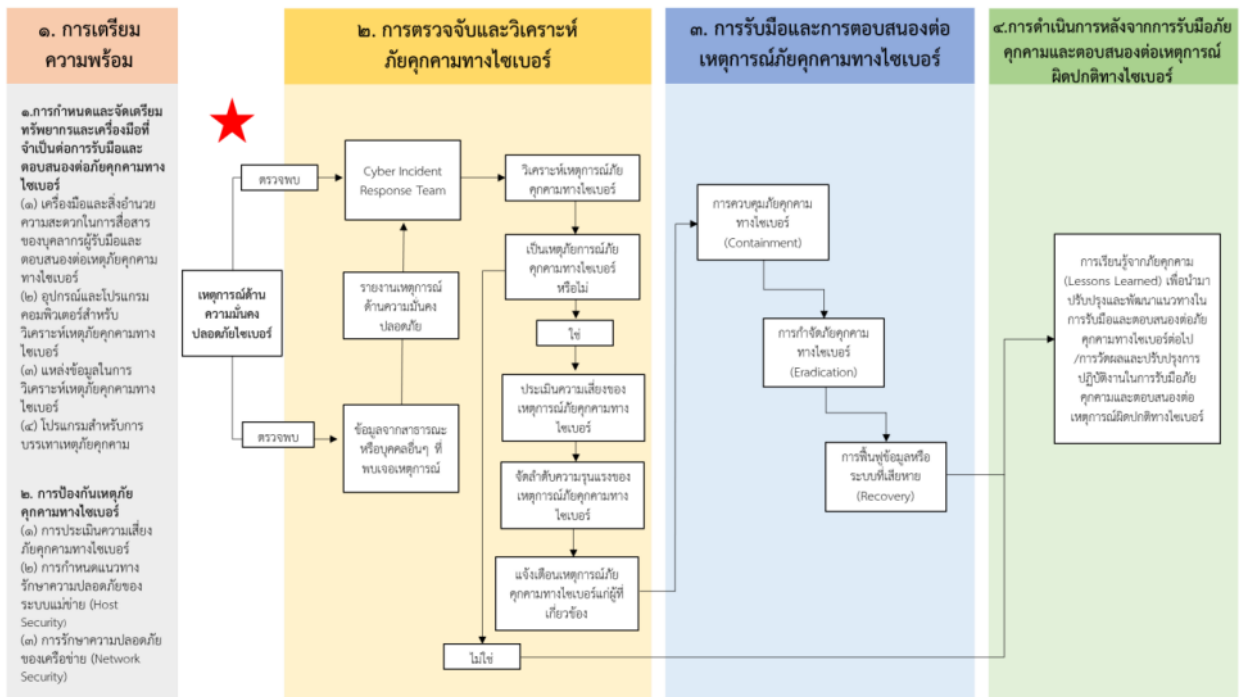 ๑. การเตรียม
ความพร้อม
๑.การกำหนดและจัดเตรียม
ทรัพยากรและเครื่องมือที่
จำเป็นต่อการรับมือและ
ตอบสนองต่อภัยคุกคามทาง
ไซเบอร์
(๑) เครื่องมือและสิ่งอำนวย
ความสะดวกในการสื่อสาร
ของบุคลากรผู้รับมือและ
ตอบสนองต่อเหตุภัยคุกคาม
ทางไซเบอร์
(๒) อุปกรณ์และโปรแกรม
คอมพิวเตอร์สำหรับ
วิเคราะห์เหตุภัยคุกคามทาง
ไซเบอร์
(๓) แหล่งข้อมูลในการ
วิเคราะห์เหตุภัยคุกคามทาง
ไซเบอร์
(๔) โปรแกรมสำหรับการ
บรรเทาเหตุภัยคุกคาม
๒. การป้องกันเหตุภัย
คุกคามทางไซเบอร์
(๑) การประเมินความเสี่ยง
ภัยคุกคามทางไซเบอร์
(๒) การกำหนดแนวทาง
รักษาความปลอดภัยของ
ระบบแม่ข่าย (Host
Security)
(๓) การรักษาความปลอดภัย
ของเครือข่าย (Network
Security)
เหตุการณ์ด้าน
ความมั่นคง
ปลอดภัยไซเบอร์
ตรวจพบ
ตรวจพบ
๒. การตรวจจับและวิเคราะห์
ภัยคุกคามทางไซเบอร์
Cyber Incident
Response Team
รายงานเหตุการณ์
ด้านความมั่นคง
ปลอดภัย
ข้อมูลจากสาธารณะ
หรือบุคคลอื่นๆ ที่
พบเจอเหตุการณ์
วิเคราะห์เหตุการณ์ภัย
คุกคามทางไซเบอร์
เป็นเหตุภัยการณ์ภัย
คุกคามทางไซเบอร์
หรือไม่
ใช่
ประเมินความเสี่ยงของ
เหตุการณ์ภัยคุกคามทาง
ไซเบอร์
จัดลำดับความรุนแรงของ
เหตุการณ์ภัยคุกคามทาง
ไซเบอร์
แจ้งเตือนเหตุการณ์ภัย
คุกคามทางไซเบอร์แก่ผู้ที่
เกี่ยวข้อง
ไม่ใช่
๓. การรับมือและการตอบสนองต่อ
เหตุการณ์ภัยคุกคามทางไซเบอร์
การควบคุมภัยคุกคาม
ทางไซเบอร์
(Containment)
การกำจัดภัยคุกคาม
ทางไซเบอร์
(Eradication)
การฟื้นฟูข้อมูลหรือ
ระบบที่เสียหาย
(Recovery)
๔.การดำเนินการหลังจากการรับมือภัย
คุกคามและตอบสนองต่อเหตุการณ์
ผิดปกติทางไซเบอร์
การเรียนรู้จากภัยคุกคาม
(Lessons Learned) เพื่อนำมา
ปรับปรุงและพัฒนาแนวทางใน
การรับมือและตอบสนองต่อภัย
คุกคามทางไซเบอร์ต่อไป
/การวัดผลและปรับปรุงการ
ปฏิบัติงานในการรับมือภัย
คุกคามและตอบสนองต่อ
เหตุการณ์ผิดปกติทางไซเบอร์